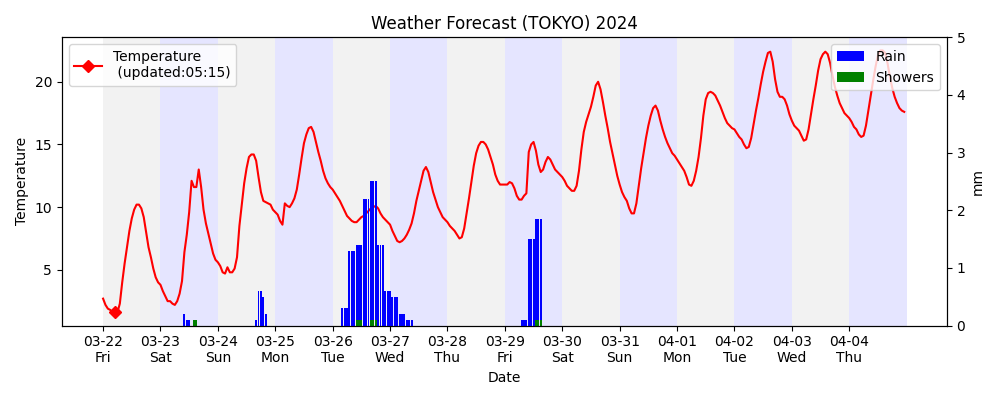 Weather Forecast (TOKYO) 2024
Temperature
(updated:05:15)
Rain
Showers
Temperature
20
15
10
5
5
4
3
2
1
0
mm
03-22 03-23 03-24 03-25 03-26 03-27 03-28 03-29 03-30 03-31 04-01 04-02 04-03 04-04
Fri Sat Sun Mon Tue Wed Thu Fri Sat Sun Mon Tue Wed Thu
Date